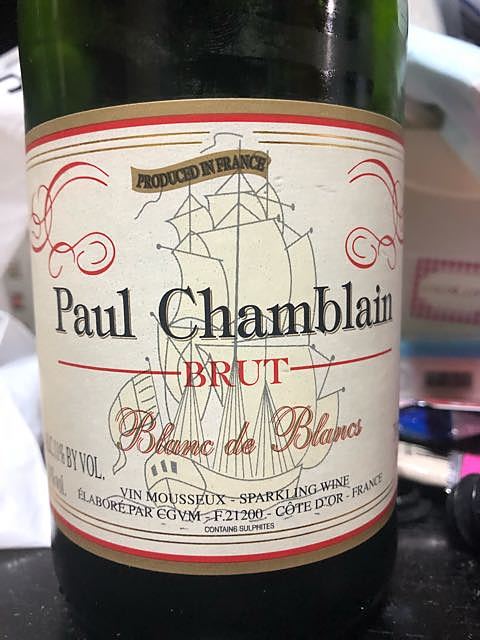 PRODUCED IN FRANCE
Paul Chamblain
BRUT
Blanc de Blancs
BY VOL.
VIN MOUSSEUX - SPARKLING WINE
ÉLABORÉ PAR CGVM - F.21200 - CÔTE D'OR - FRANCE
CONTAINS SULPHITES